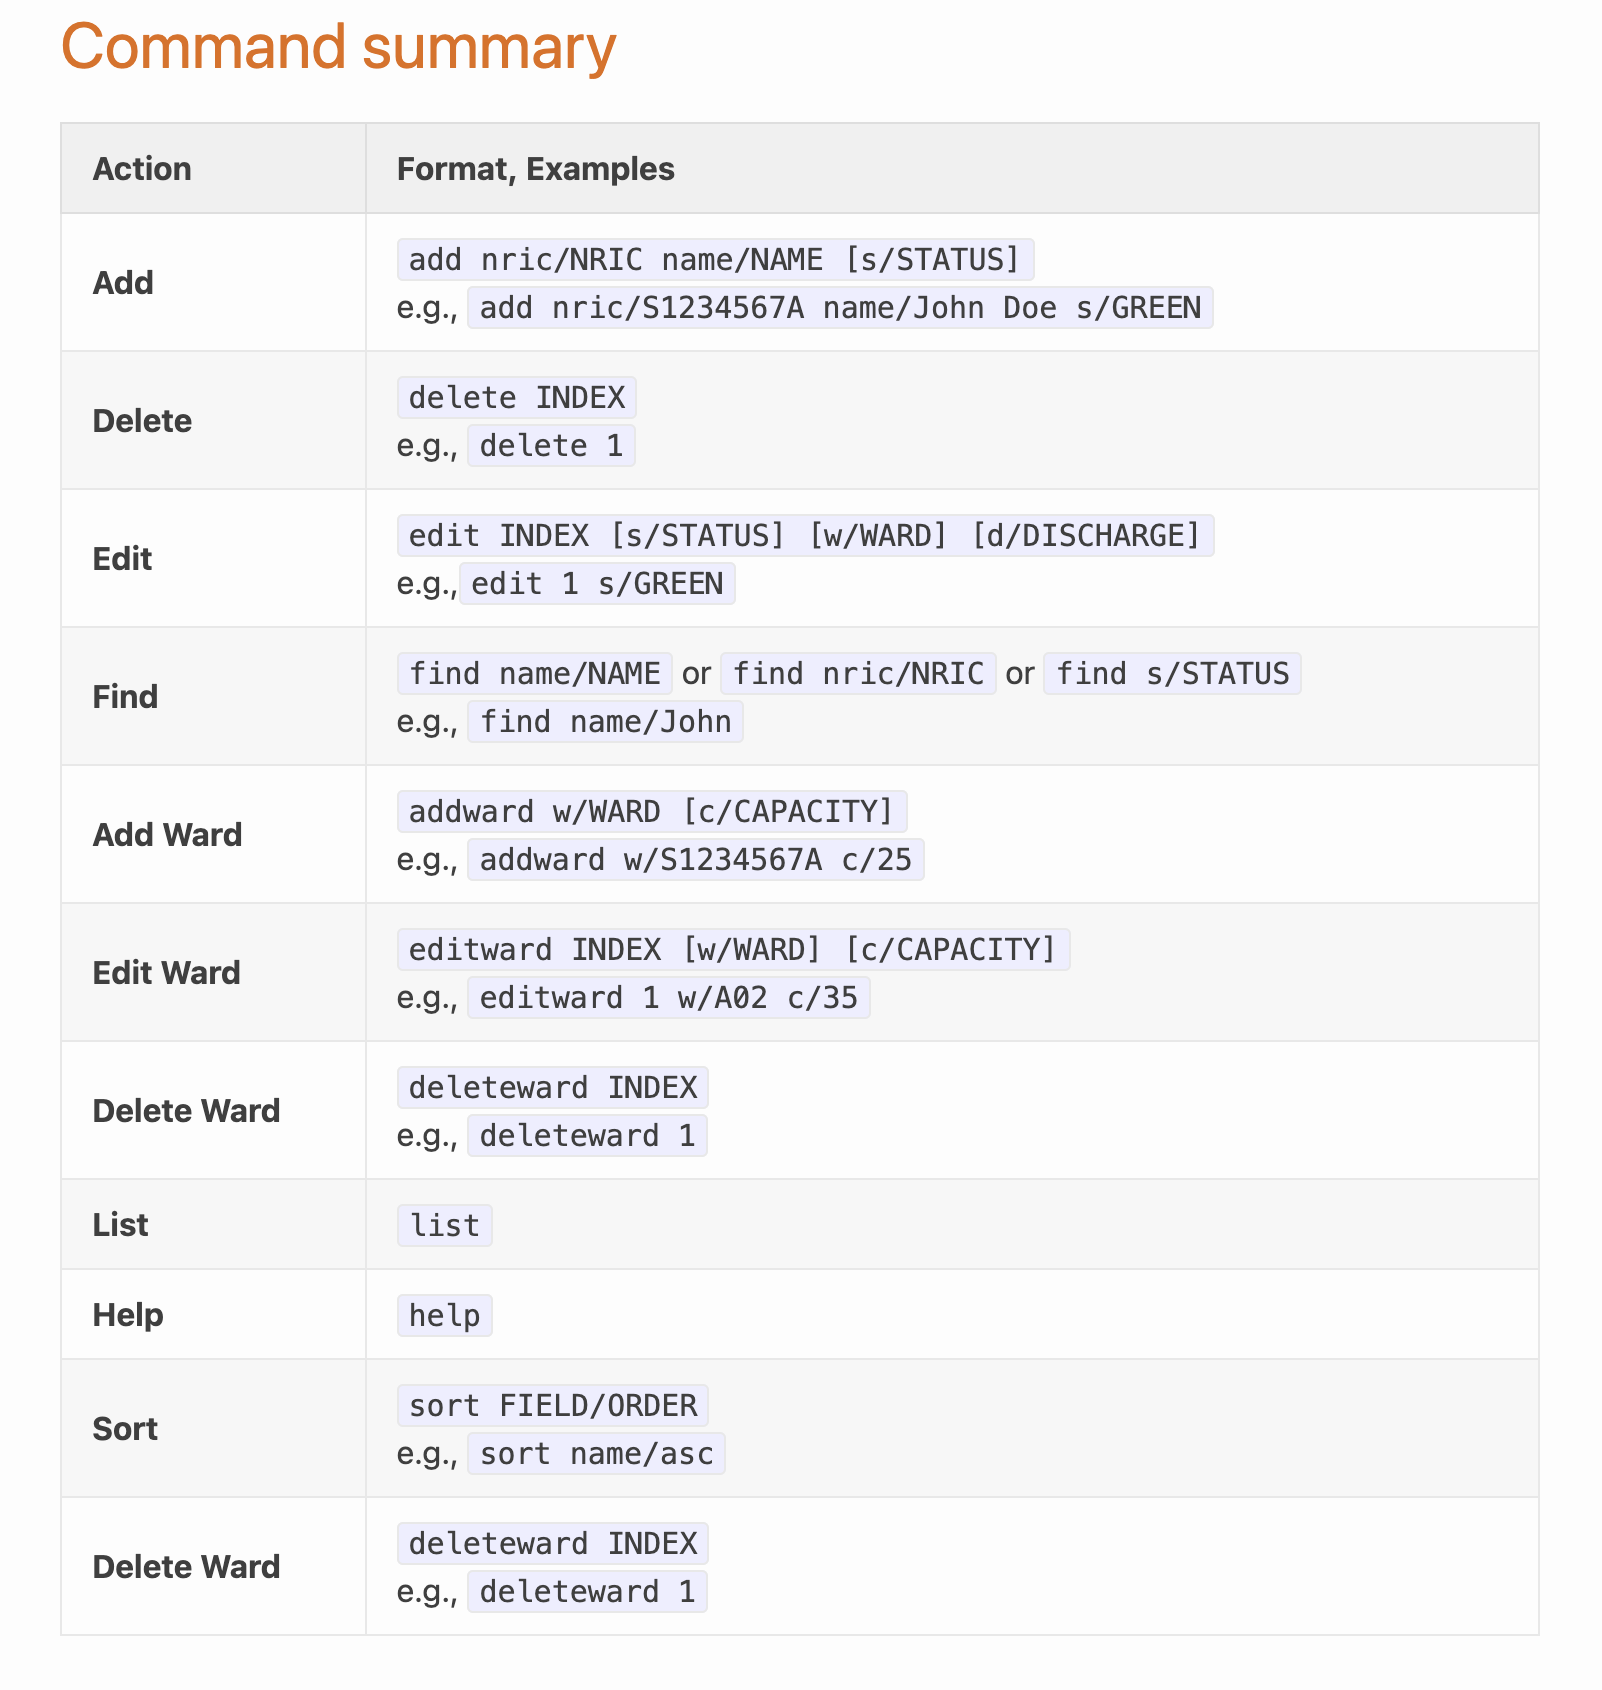 Command summary
Action
Format, Examples
Add
add nric/NRIC name/NAME [s/STATUS]
e.g., add nric/S1234567A name/John Doe s/GREEN
Delete
delete INDEX
e.g., delete 1
Edit
edit INDEX [s/STATUS] [w/WARD] [d/DISCHARGE]
e.g., edit 1 s/GREEN
Find
find name/NAME or find nric/NRIC or find s/STATUS
e.g., find name/John
Add Ward
addward w/WARD [c/CAPACITY]
e.g., addward w/S1234567A c/25
Edit Ward
editward INDEX [w/WARD] [c/CAPACITY]
e.g., editward 1 w/A02 c/35
Delete Ward
deleteward INDEX
e.g., deleteward 1
List
list
Help
help
Sort
sort FIELD/ORDER
e.g., sort name/asc
Delete Ward
deleteward INDEX
e.g., deleteward 1